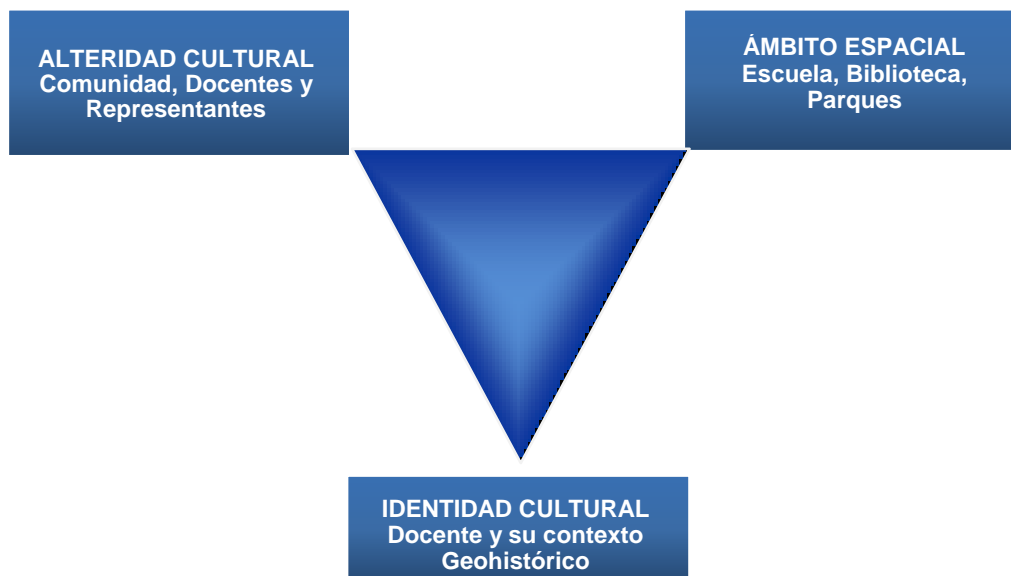 ALTERIDAD CULTURAL
Comunidad, Docentes y
Representantes
ÁMBITO ESPACIAL
Escuela, Biblioteca,
Parques
IDENTIDAD CULTURAL
Docente y su contexto
Geohistórico